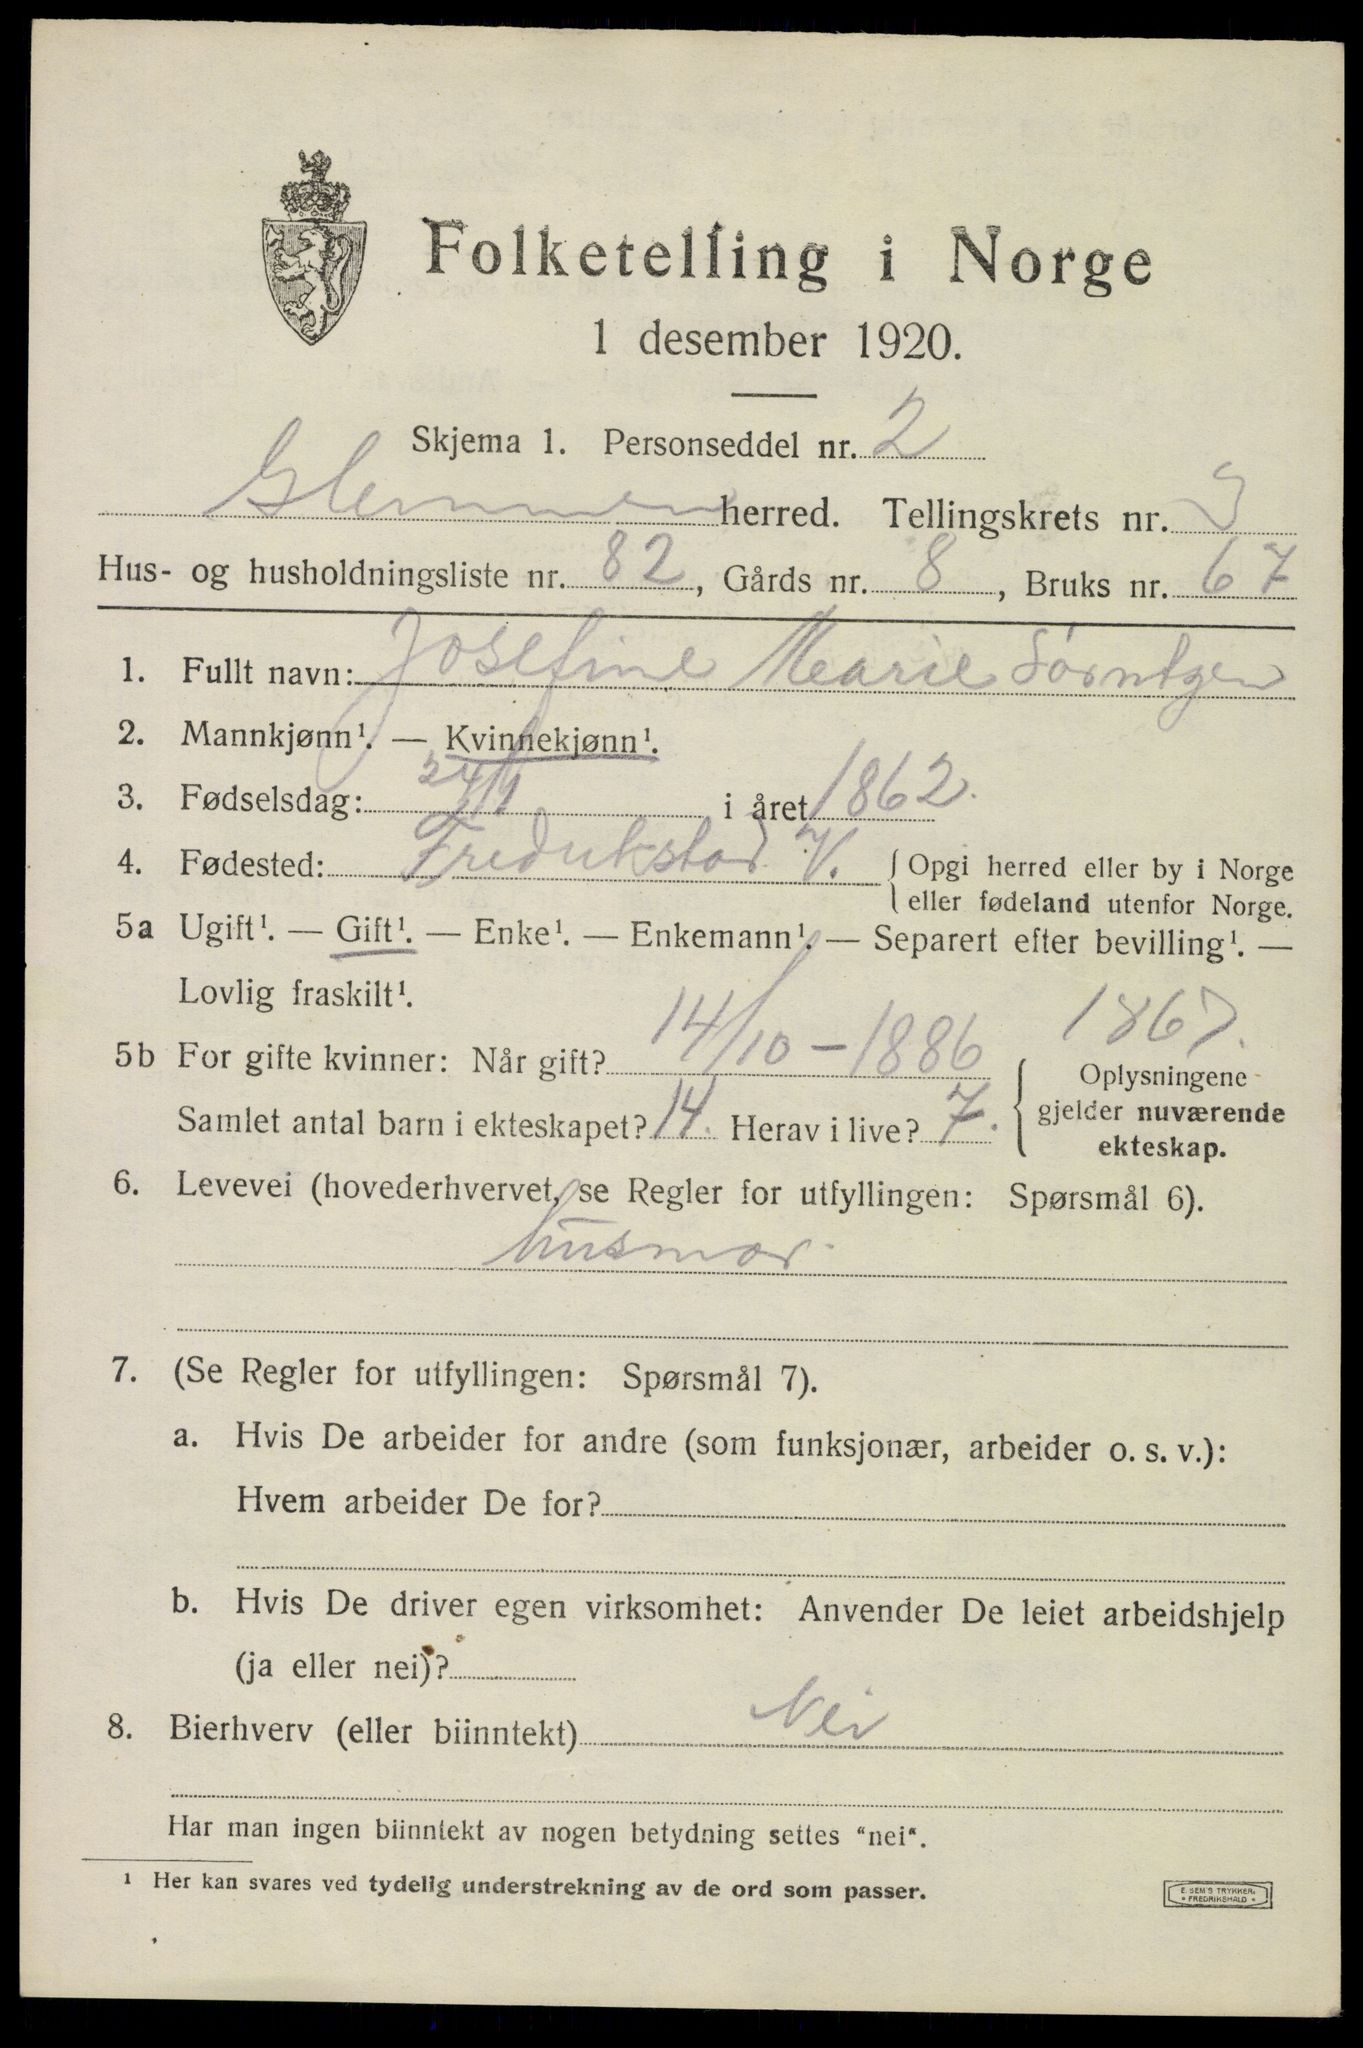 Folketelling i Norge
1 desember 1920.
Skjema 1. Personseddel nr. 2
Glemmen herred. Tellingskrets nr. 3
Hus- og husholdningsliste nr. 82, Gårds nr. 8, Bruks nr. 67
1. Fullt navn: Josefine Marie
2. Mannkjønn¹. — Kvinnekjønn¹.
3. Fødselsdag: 24/1 i året 1862.
4. Fødested: Fredrikstad V. { Opgi herred eller by i Norge
eller fødeland utenfor Norge.
5a Ugift¹. — Gift¹. — Enke¹. — Enkemann¹. — Separert efter bevilling¹. —
Lovlig fraskilt¹.
1867.
5b For gifte kvinner: Når gift? 14/10 – 1886
Samlet antal barn i ekteskapet? 14. Herav i live? 7.
{ Oplysningene
gjelder nuværende
ekteskap.
6. Levevei (hovederhvervet, se Regler for utfyllingen: Spørsmål 6).
husmor.
7. (Se Regler for utfyllingen: Spørsmål 7).
a. Hvis De arbeider for andre (som funksjonær, arbeider o. s. v.):
Hvem arbeider De for?
b. Hvis De driver egen virksomhet: Anvender De leiet arbeidshjelp
(ja eller nei)?
8. Bierhverv (eller biinntekt) Nei
Har man ingen biinntekt av nogen betydning settes “nei“.
¹ Her kan svares ved tydelig understrekning av de ord som passer.
E. SEM'S TRYKKERI
* FREDRIKSHALD *